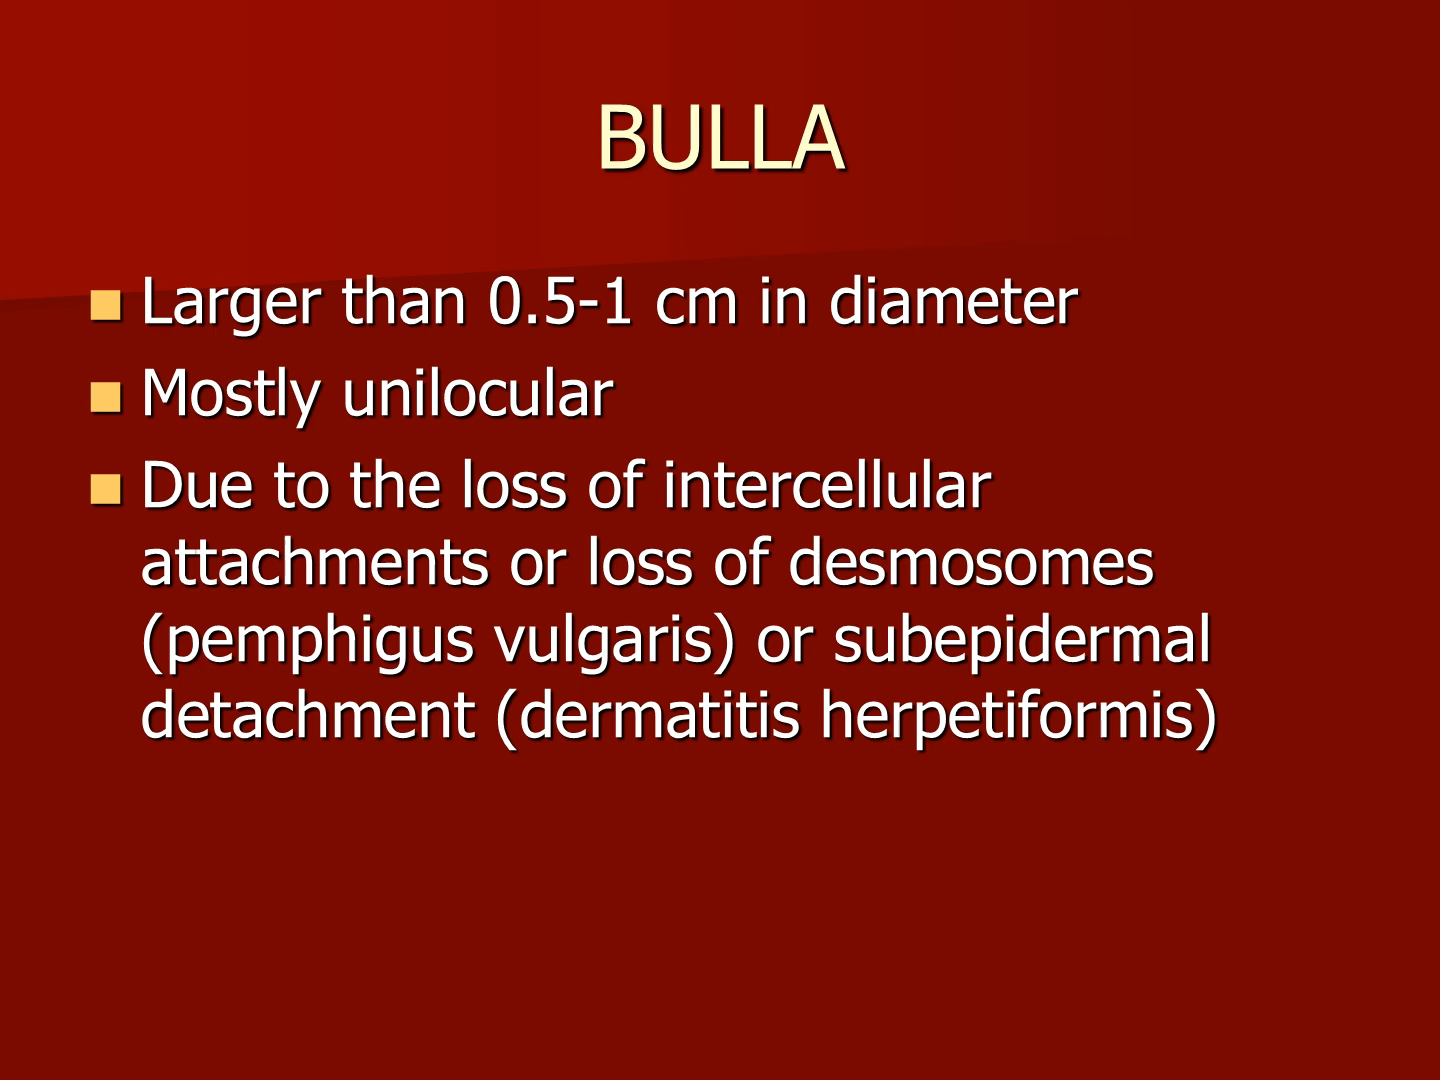 BULLA
Larger than 0.5-1 cm in diameter
Mostly unilocular
Due to the loss of intercellular
attachments or loss of desmosomes
(pemphigus vulgaris) or subepidermal
detachment (dermatitis herpetiformis)